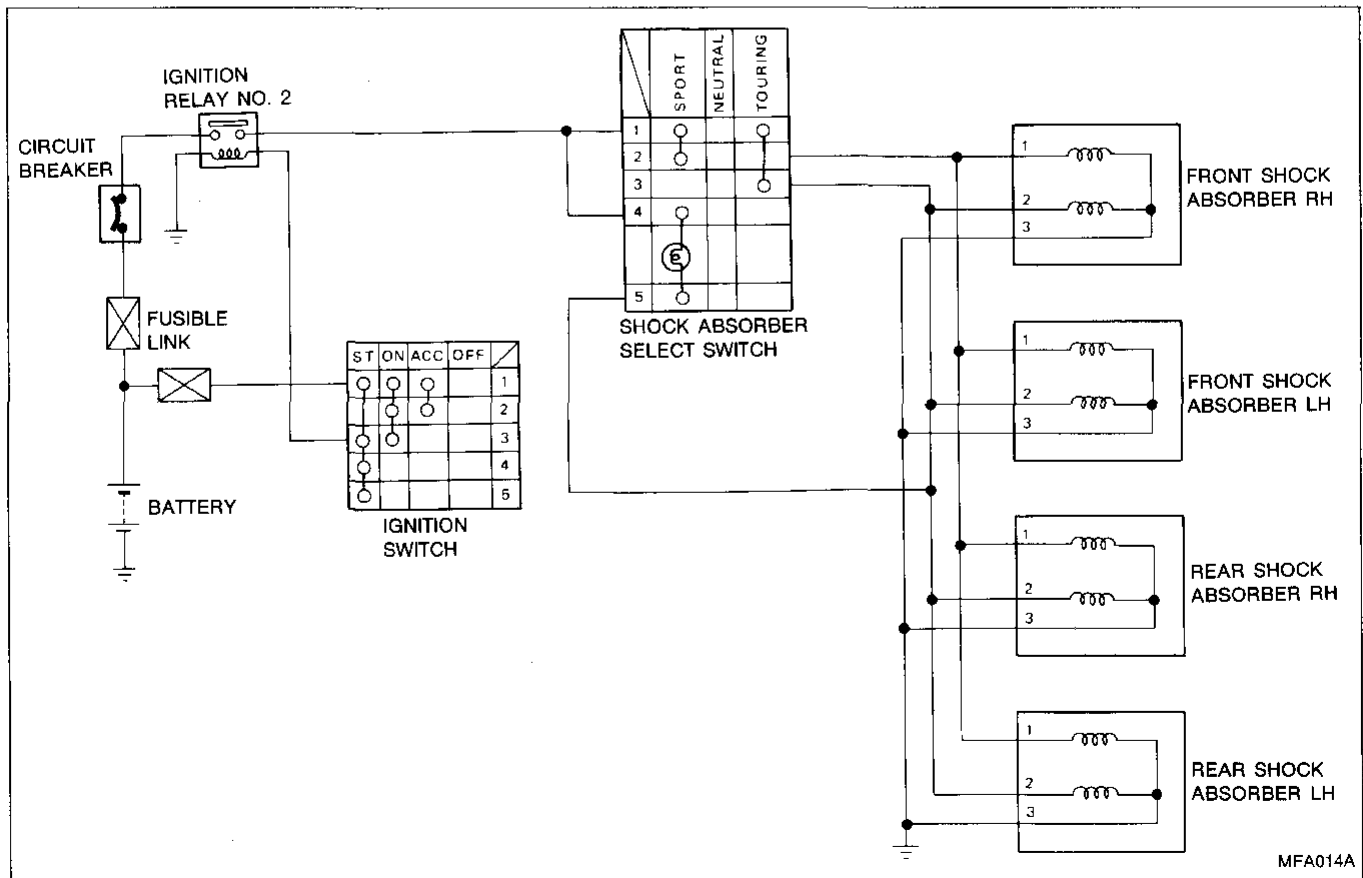 IGNITION
RELAY NO. 2
CIRCUIT
BREAKER
FUSIBLE
LINK
BATTERY
ST ON ACC OFF
1
2
3
4
5
IGNITION
SWITCH
SPORT NEUTRAL TOURING
1
2
3
4
5
SHOCK ABSORBER
SELECT SWITCH
1
2
3
FRONT SHOCK
ABSORBER RH
1
2
3
FRONT SHOCK
ABSORBER LH
1
2
3
REAR SHOCK
ABSORBER RH
1
2
3
REAR SHOCK
ABSORBER LH
MFA014A